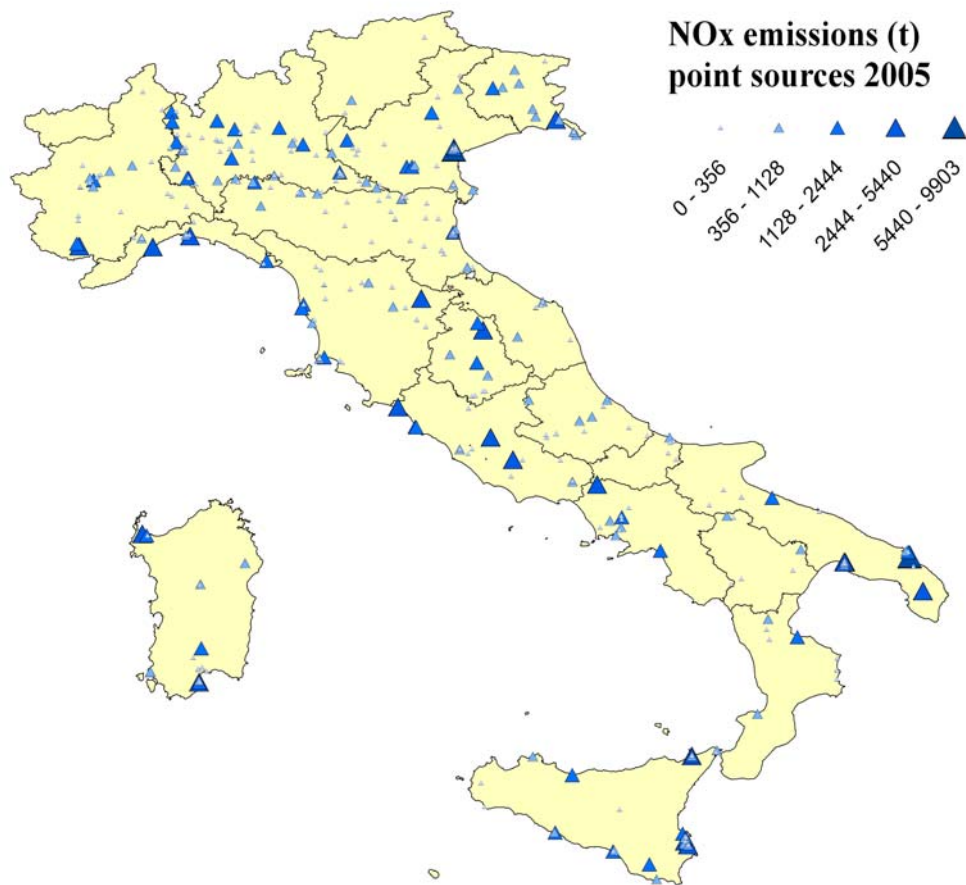 NOx emissions (t)
point sources 2005
0 - 356
356 - 1128
1128 - 2444
2444 - 5440
5440 - 9903